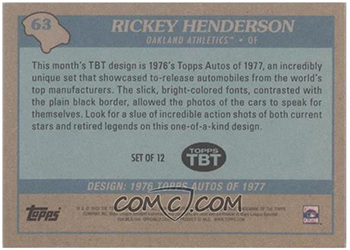 63
RICKEY HENDERSON
OAKLAND ATHLETICS™ • OF
This month's TBT design is 1976's Topps Autos of 1977, an incredibly
unique set that showcased to-release automobiles from the world's
top manufacturers. The slick, bright-colored fonts, contrasted
with the plain black border, allowed the photos of the cars to speak
for themselves. Look for a slue of incredible action shots of both current
stars and retired legends on this one-of-a-kind design.
SET OF 12
TOPPS
TBT
DESIGN: 1976 TOPPS AUTOS OF 1977
Topps
COMC.COM